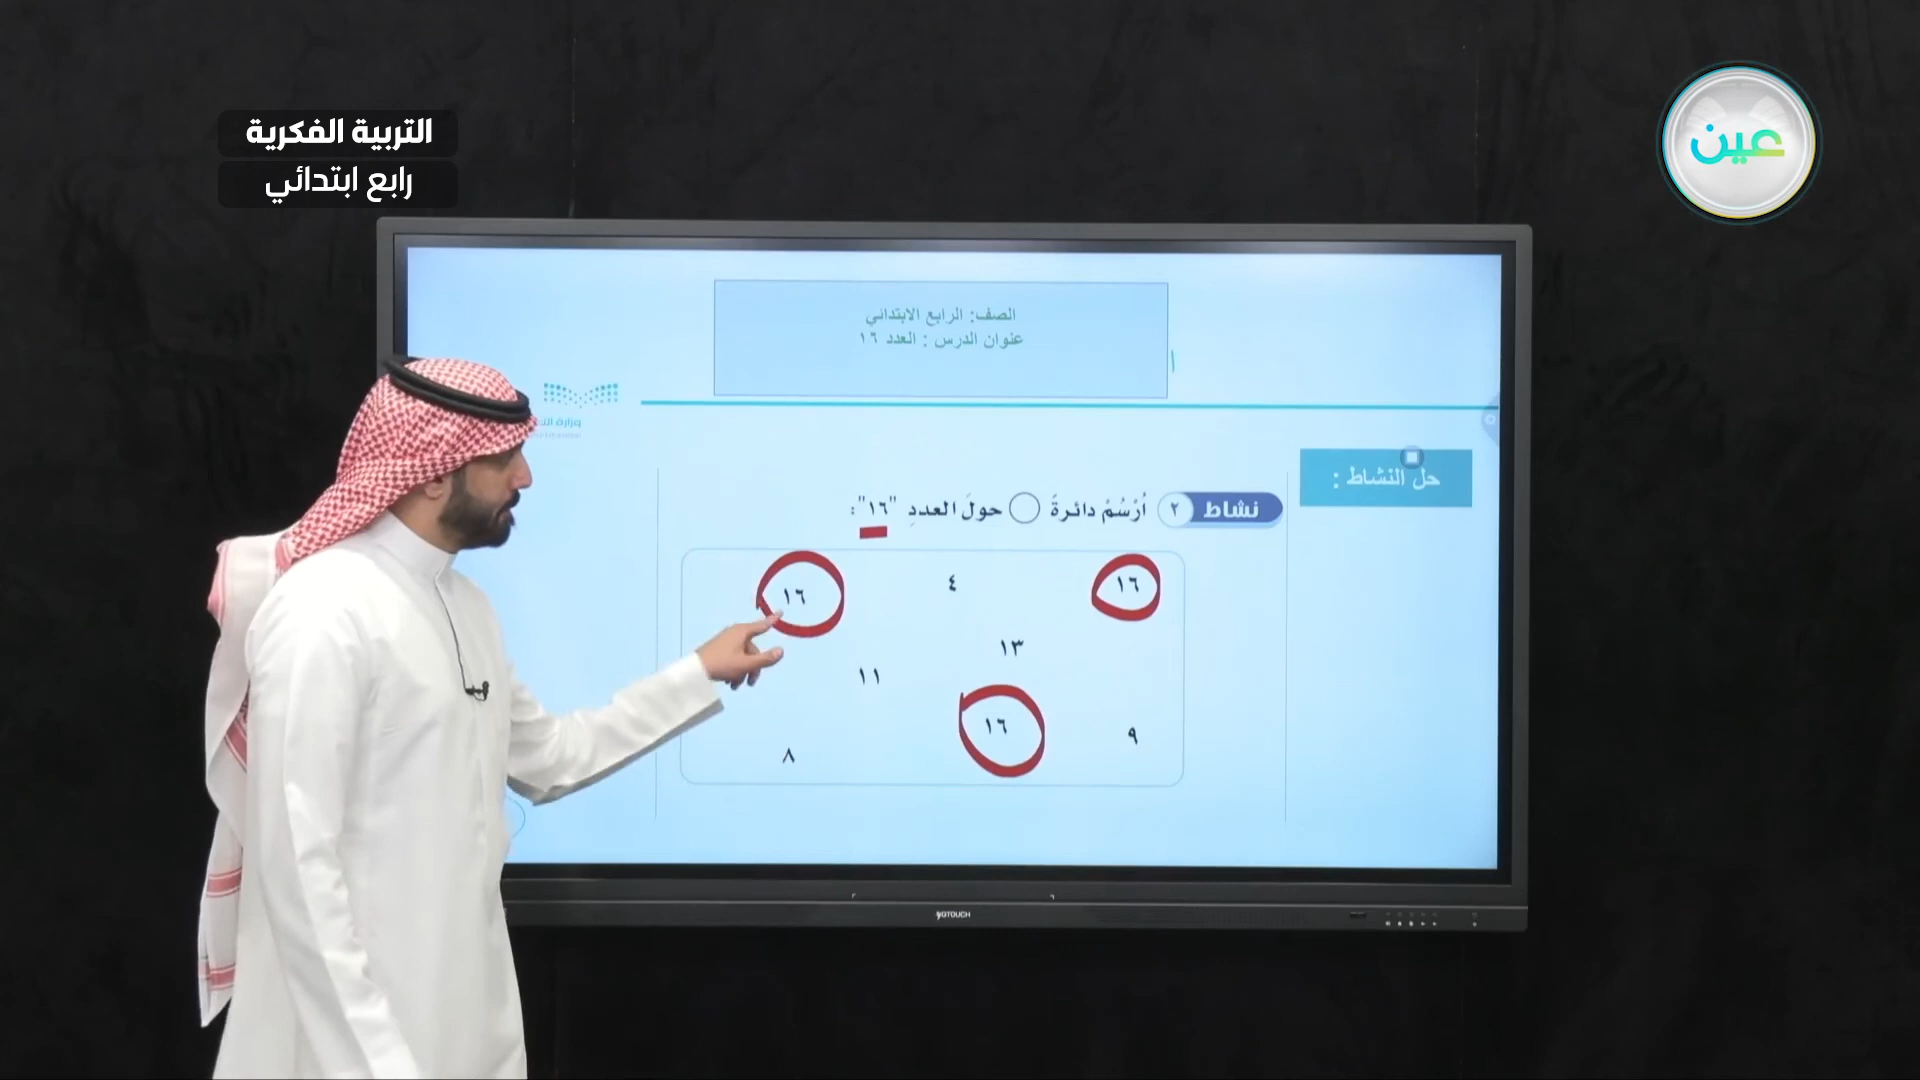 التربية الفكرية
رابع ابتدائي
عين
الصف: الرابع الابتدائي
عنوان الدرس : العدد ١٦
حل النشاط :
نشاط ٢ اُرْسُمْ دائرةً حولَ العددِ "١٦":
١٦ ٤ ١٦
١٣
١١
٩ ١٦ ٨
QTOUCH